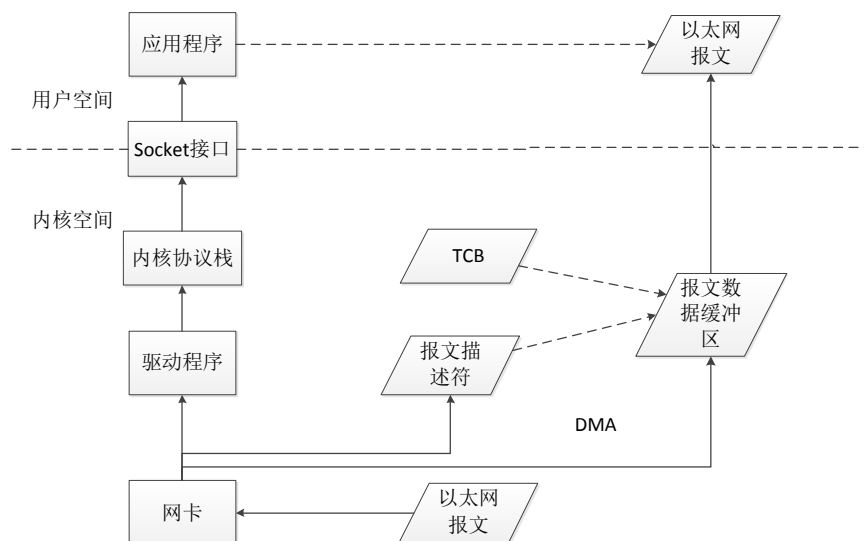 应用程序
以太网
报文
用户空间
Socket接口
内核空间
内核协议栈
TCB
报文数
据缓冲
区
驱动程序
报文描
述符
DMA
网卡
以太网
报文